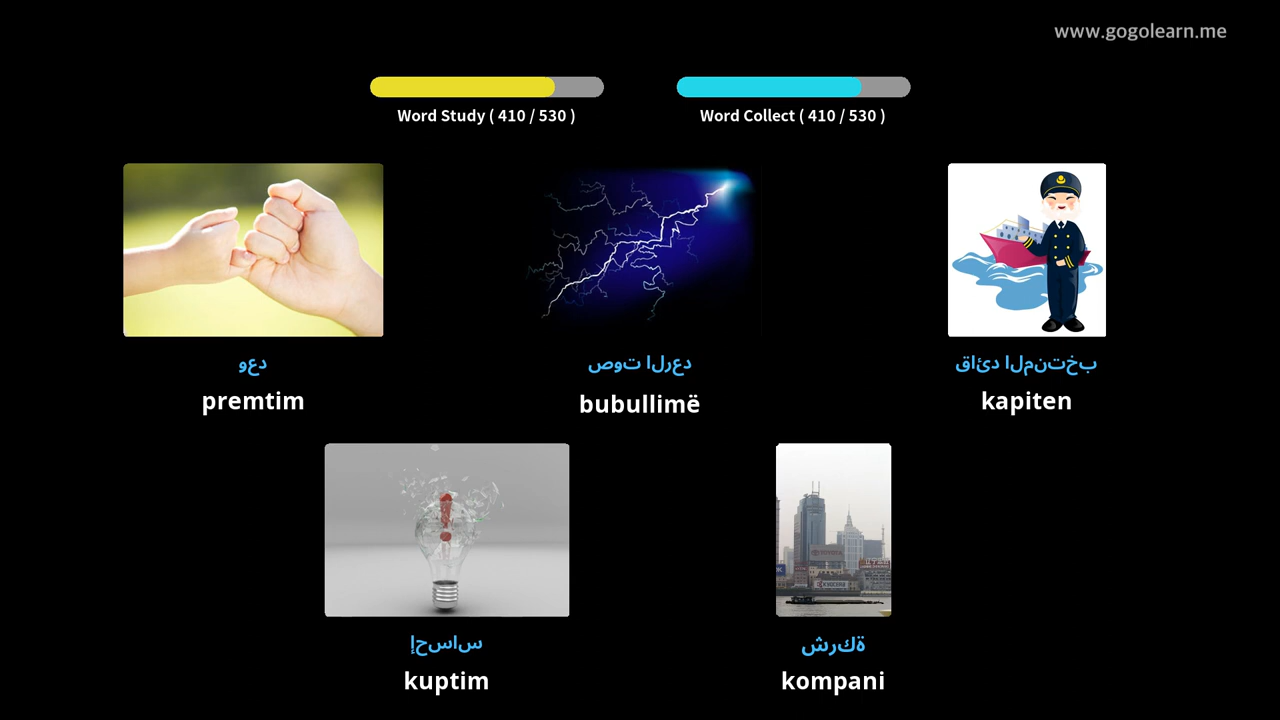 www.gogolearn.me
Word Study ( 410 / 530 )
Word Collect ( 410 / 530 )
وعد
premtim
صوت الرعد
bubullimë
قائد المنتخب
kapiten
إحساس
kuptim
TOYOTA
شركة
kompani